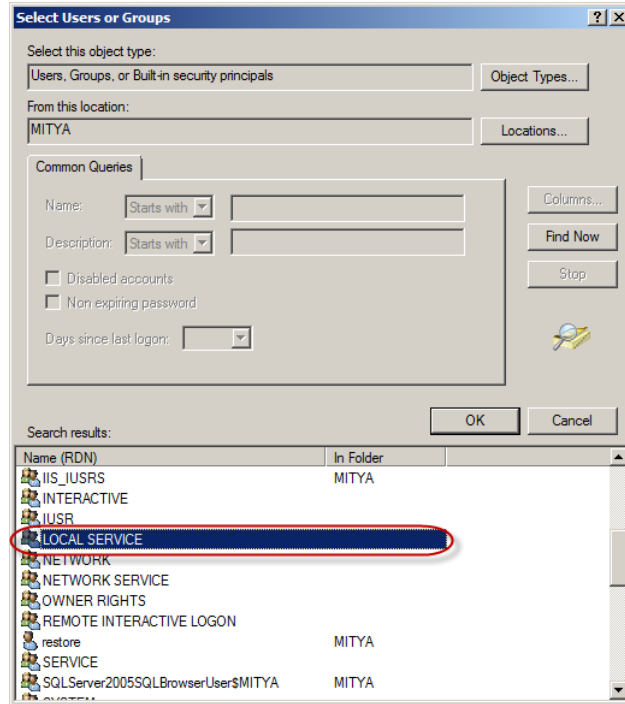 Select Users or Groups
Select this object type:
Users, Groups, or Built-in security principals
Object Types...
From this location:
MITYA
Locations...
Common Queries
Name:
Starts with
Columns...
Description:
Starts with
Find Now
Disabled accounts
Stop
Non expiring password
Days since last logon:
OK
Cancel
Search results:
Name (RDN)
In Folder
IIS_IUSRS MITYA
INTERACTIVE
IUSR
LOCAL SERVICE
NETWORK
NETWORK SERVICE
OWNER RIGHTS
REMOTE INTERACTIVE LOGON
restore MITYA
SERVICE
SQLServer2005SQLBrowserUser$MITYA MITYA